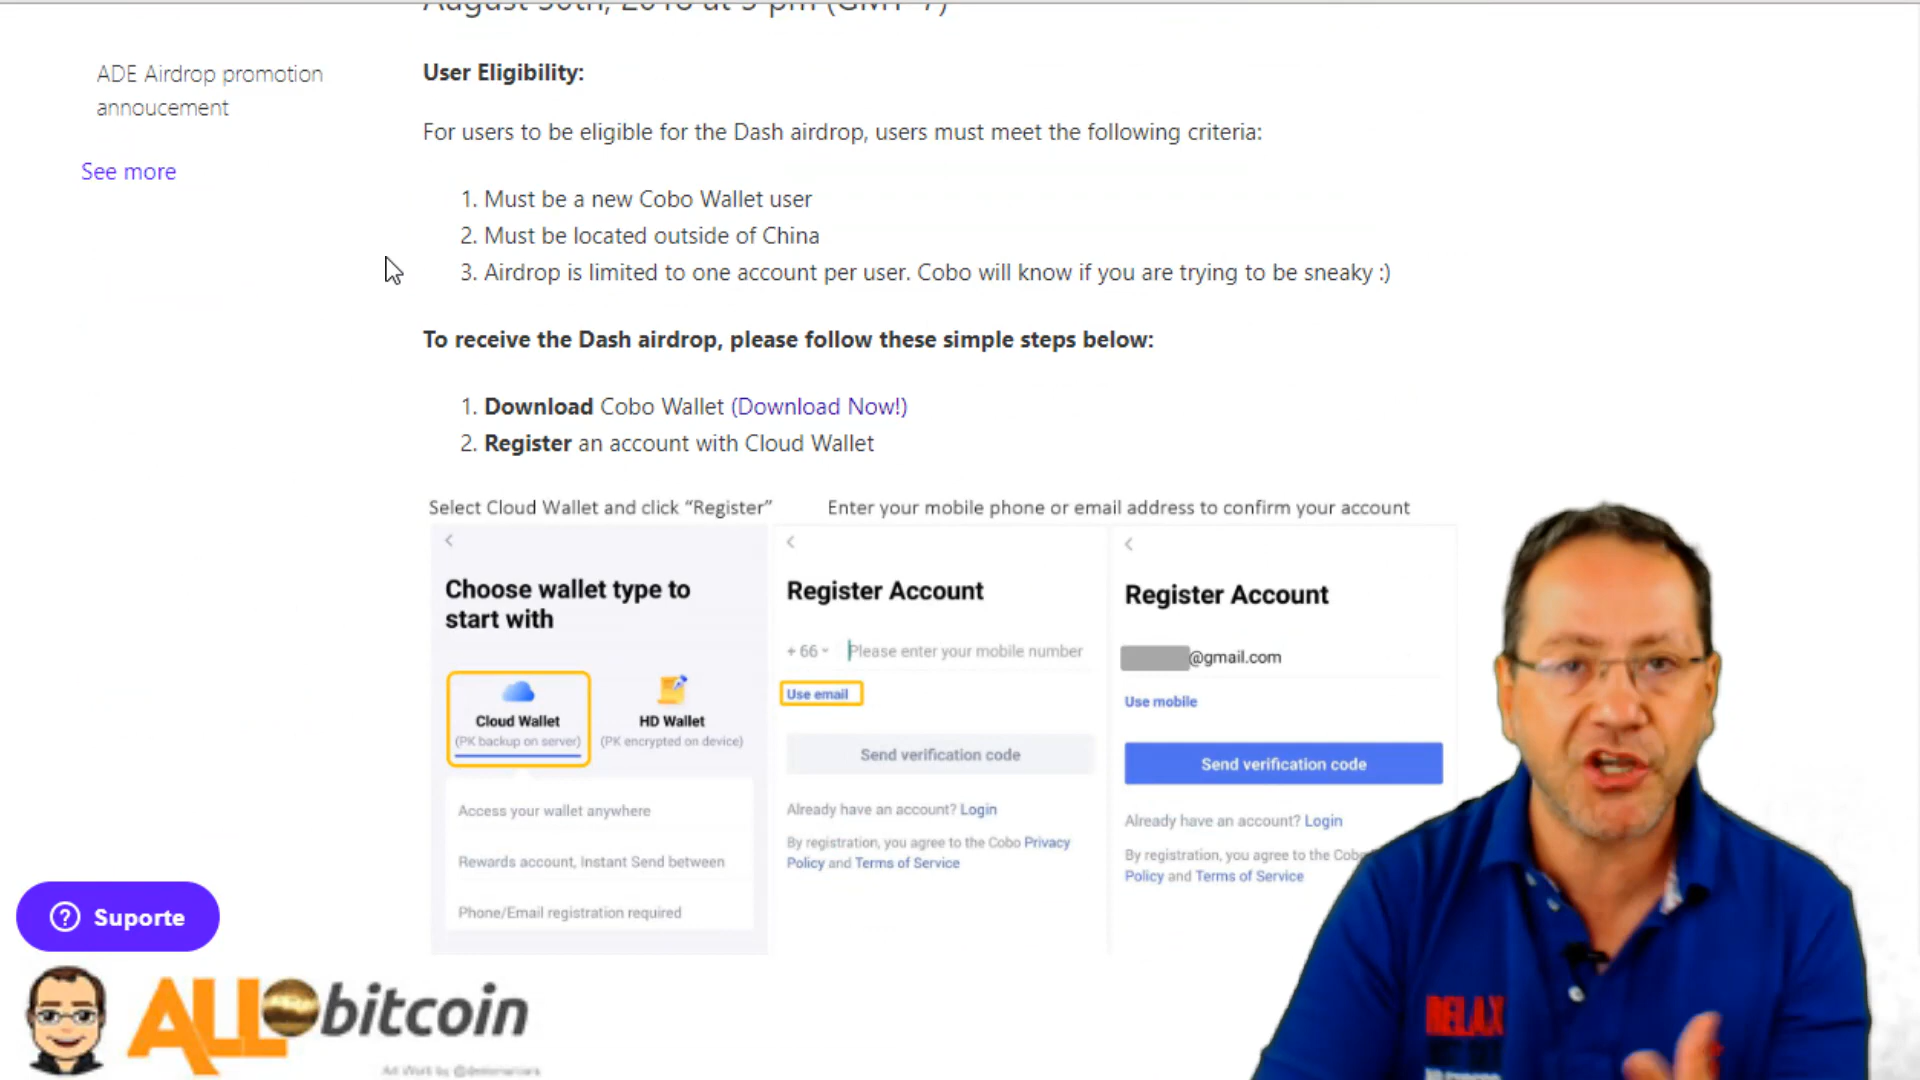 August 30th, 2018 at 5 pm (GMT-7)
ADE Airdrop promotion
annoucement
See more
User Eligibility:
For users to be eligible for the Dash airdrop, users must meet the following criteria:
1. Must be a new Cobo Wallet user
2. Must be located outside of China
3. Airdrop is limited to one account per user. Cobo will know if you are trying to be sneaky :)
To receive the Dash airdrop, please follow these simple steps below:
1. Download Cobo Wallet (Download Now!)
2. Register an account with Cloud Wallet
Select Cloud Wallet and click “Register”
Enter your mobile phone or email address to confirm your account
Choose wallet type to
start with
Cloud Wallet
(PK backup on server)
HD Wallet
(PK encrypted on device)
Access your wallet anywhere
Rewards account, Instant Send between
Phone/Email registration required
Register Account
+ 66
Please enter your mobile number
Use email
Send verification code
Already have an account? Login
By registration, you agree to the Cobo Privacy
Policy and Terms of Service
Register Account
@gmail.com
Use mobile
Send verification code
Already have an account? Login
By registration, you agree to the Cobo
Policy and Terms of Service
Suporte
ALLObitcoin
RELAX